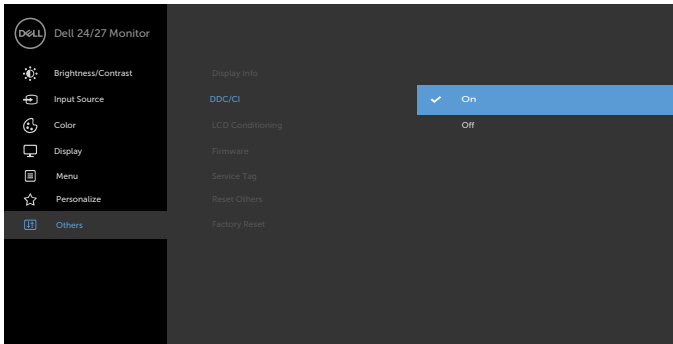 DELL Dell 24/27 Monitor
Brightness/Contrast
Input Source
Color
Display
Menu
Personalize
Others
Display Info
DDC/CI
LCD Conditioning
Firmware
Service Tag
Reset Others
Factory Reset
On
Off